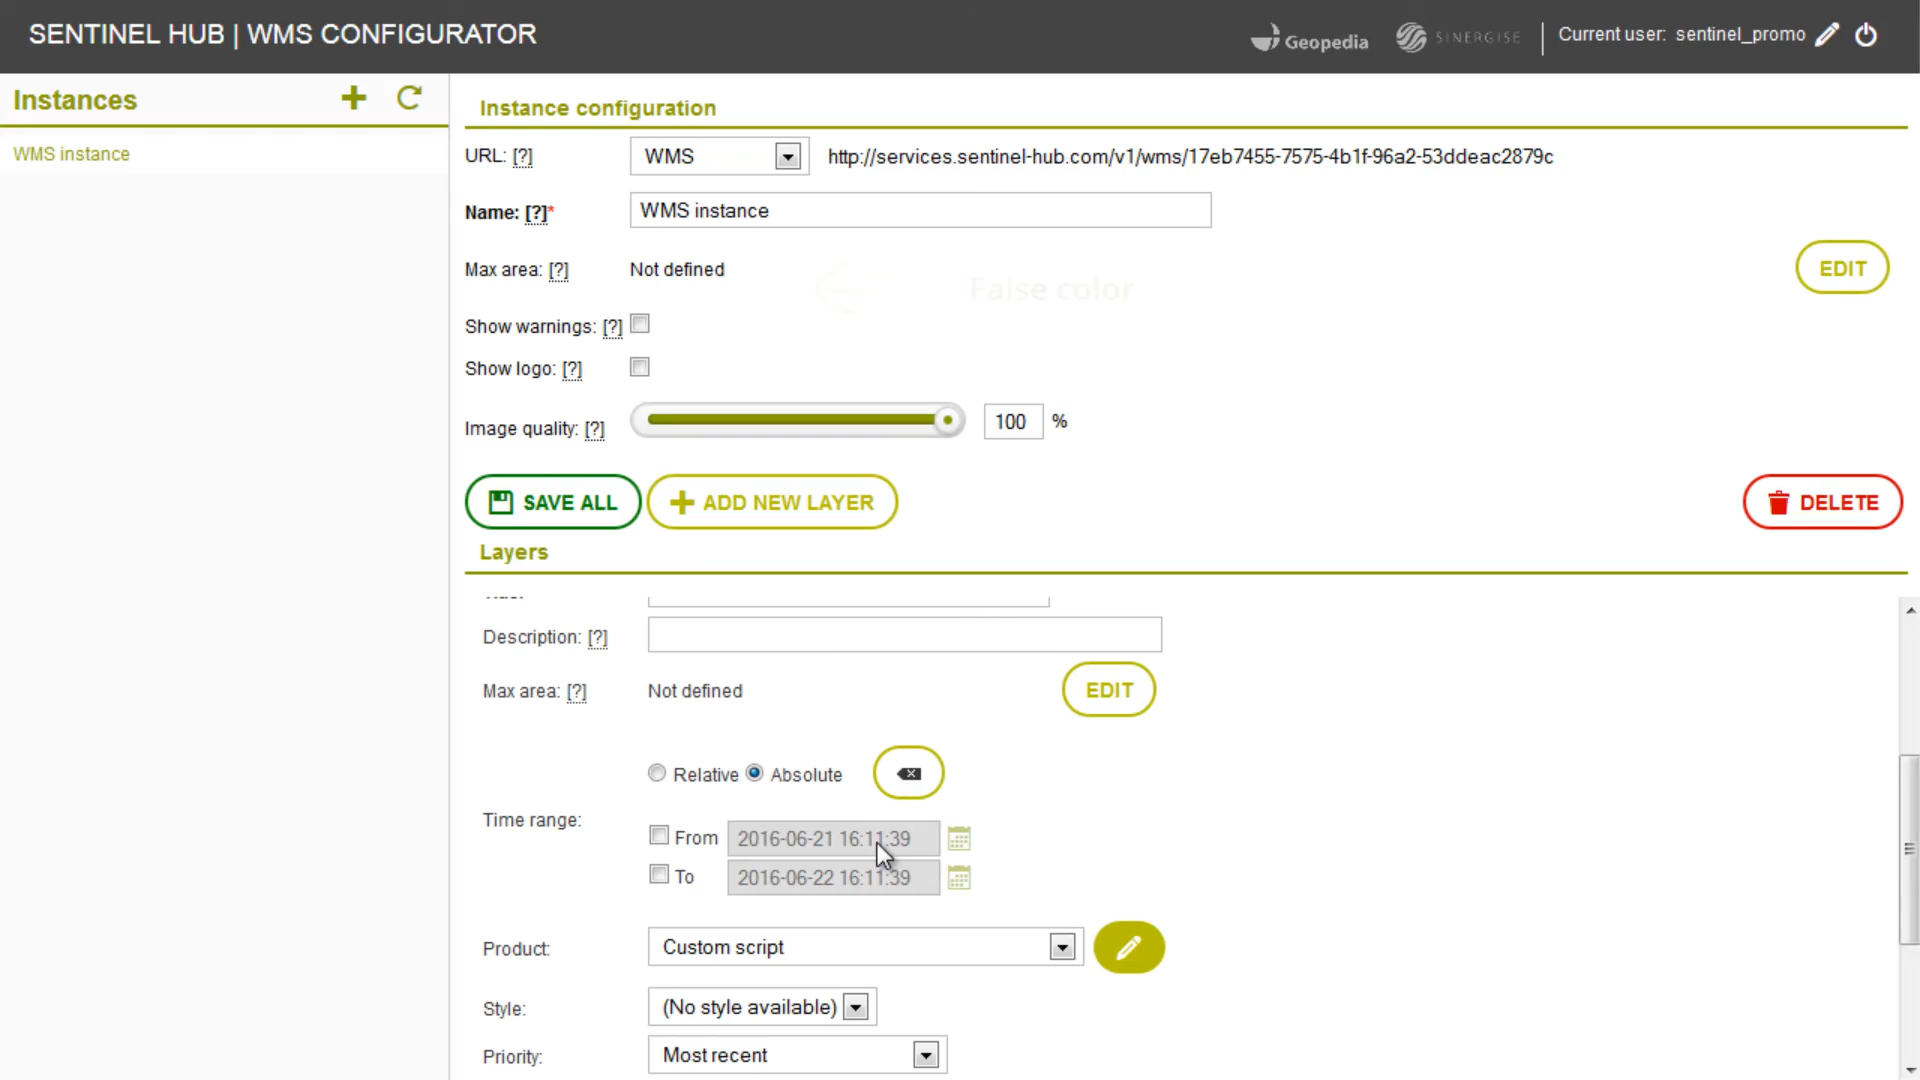 SENTINEL HUB | WMS CONFIGURATOR
Geopedia
SINERGISE
Current user: sentinel_promo
Instances
WMS instance
Instance configuration
URL: [?]
WMS
http://services.sentinel-hub.com/v1/wms/17eb7455-7575-4b1f-96a2-53ddeac2879c
Name: [?]*
WMS instance
Max area: [?]
Not defined
False color
EDIT
Show warnings: [?]
Show logo: [?]
Image quality: [?]
100 %
SAVE ALL
ADD NEW LAYER
DELETE
Layers
Description: [?]
Max area: [?]
Not defined
EDIT
Relative
Absolute
Time range:
From
2016-06-21 16:11:39
To
2016-06-22 16:11:39
Product:
Custom script
Style:
(No style available)
Priority:
Most recent